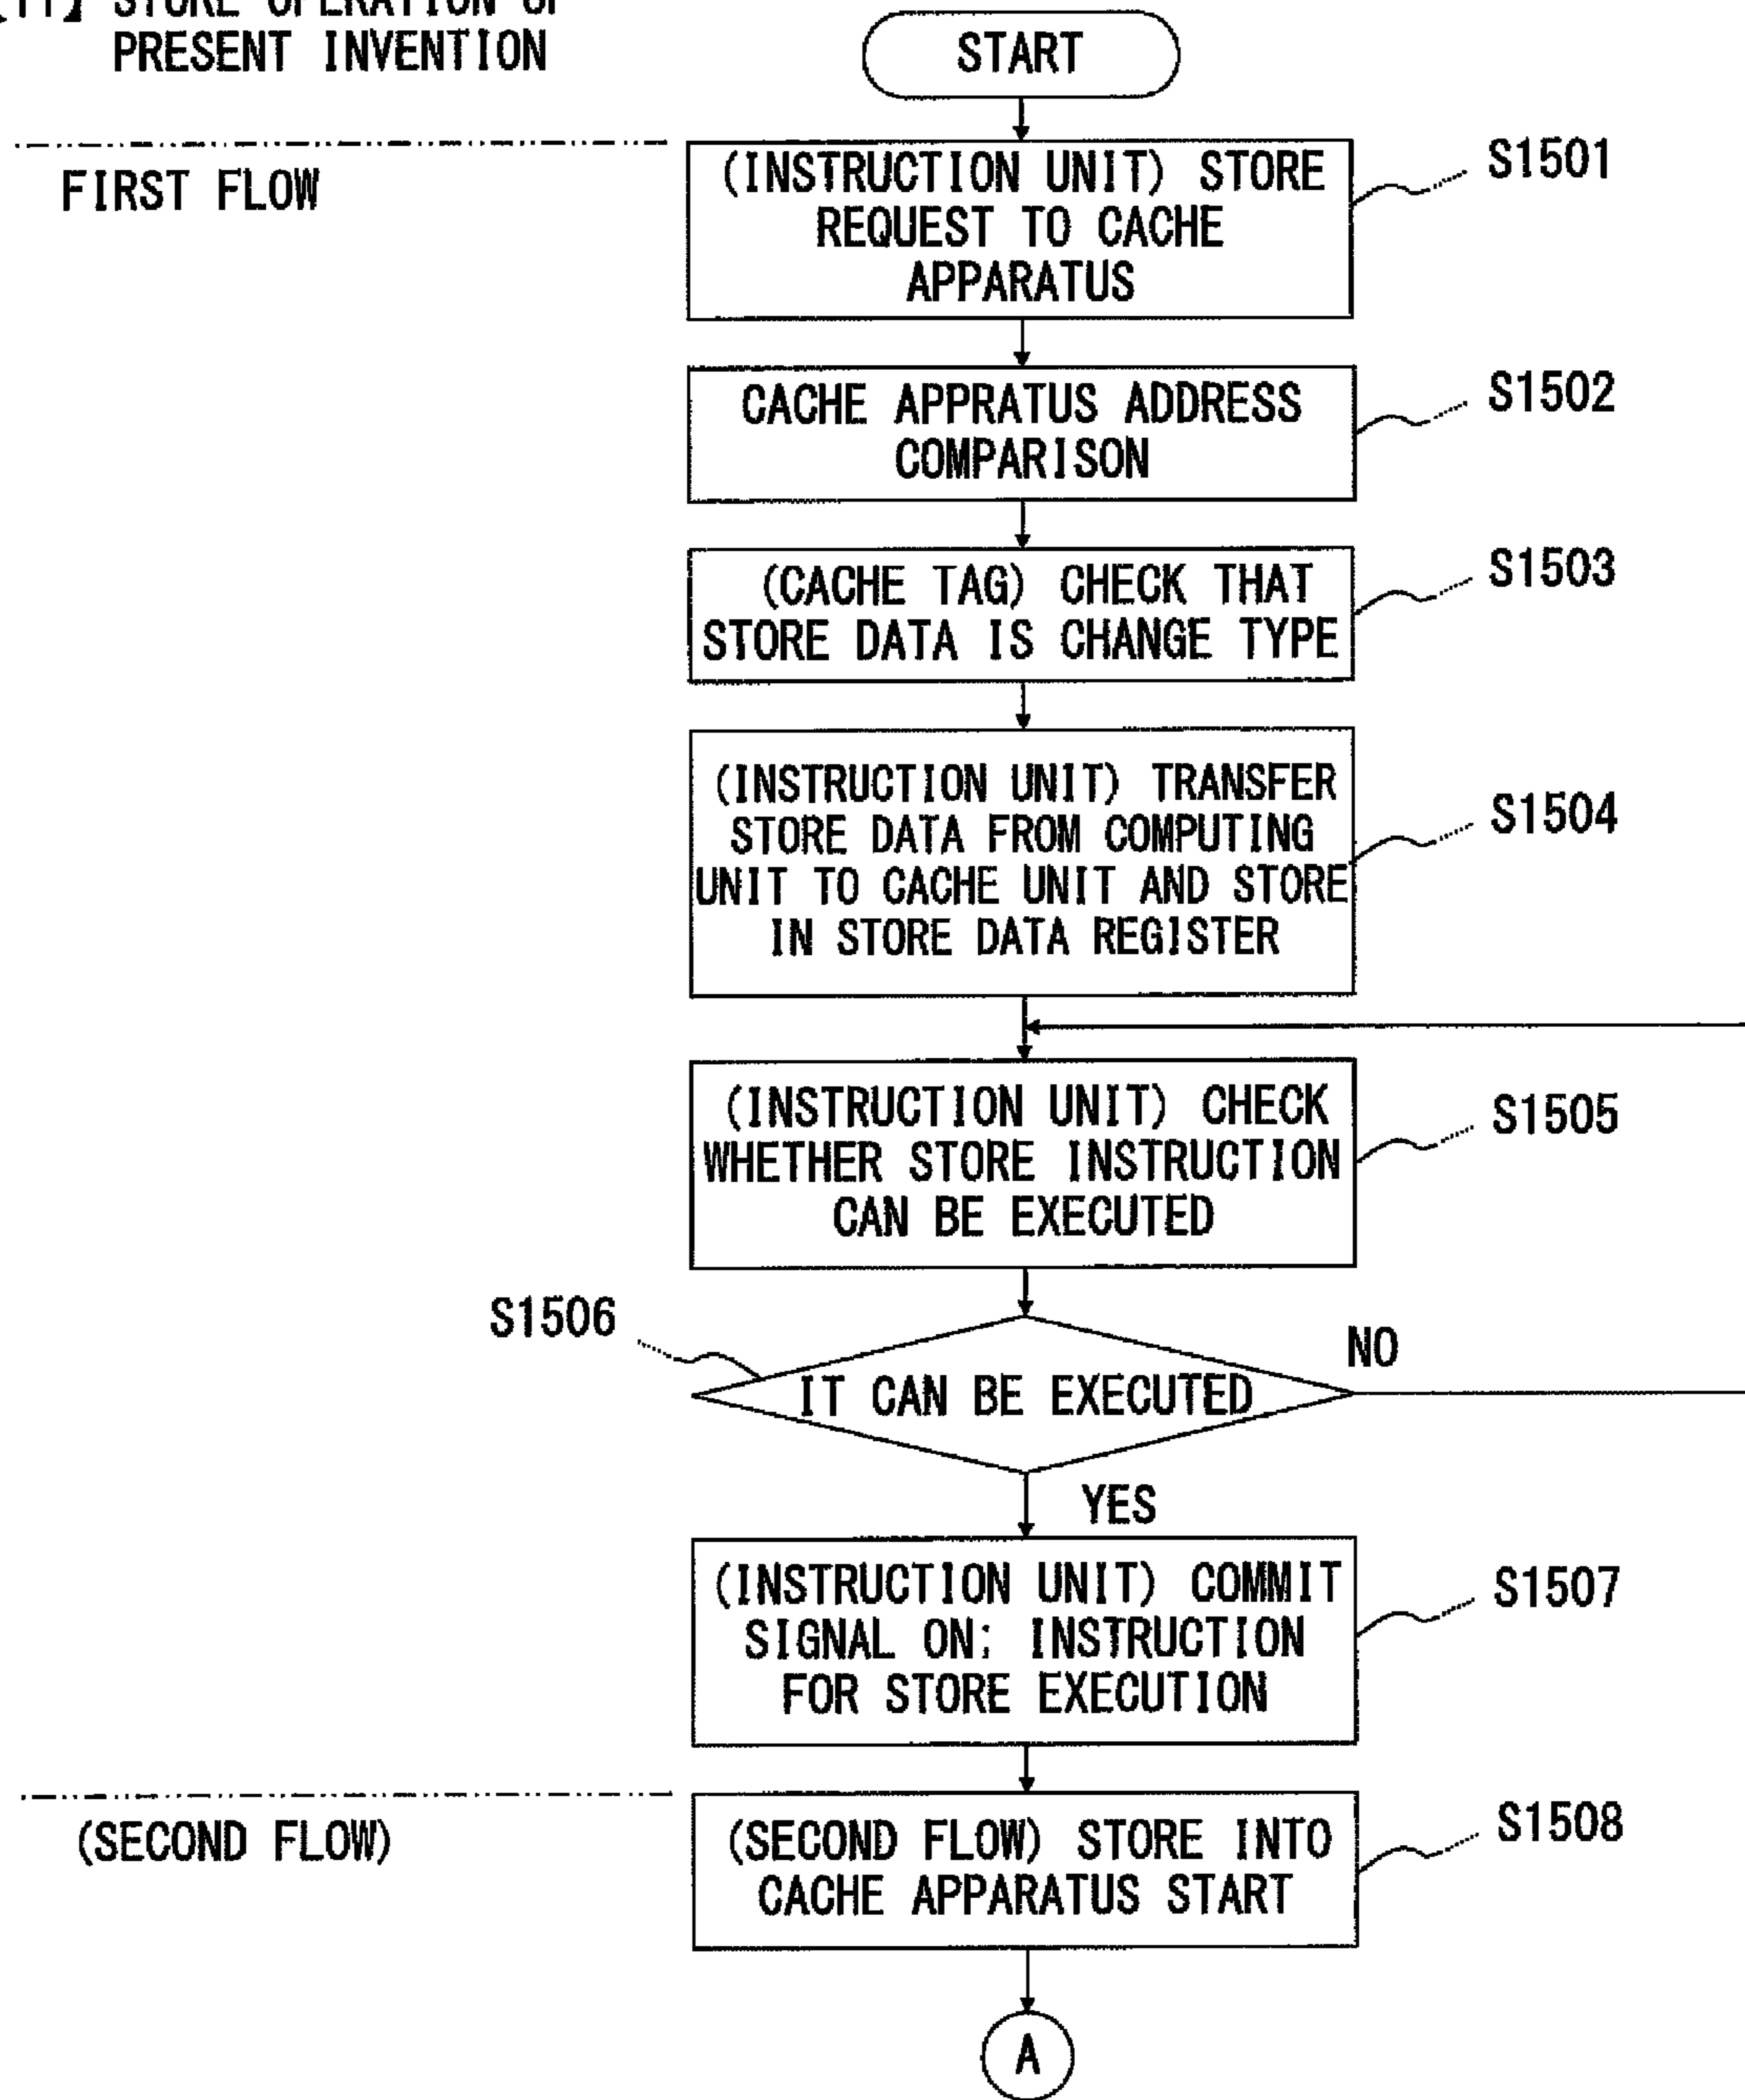 【11】 STORE OPERATION OF
PRESENT INVENTION
START
FIRST FLOW
(INSTRUCTION UNIT) STORE
REQUEST TO CACHE
APPARATUS
S1501
CACHE APPRATUS ADDRESS
COMPARISON
S1502
(CACHE TAG) CHECK THAT
STORE DATA IS CHANGE TYPE
S1503
(INSTRUCTION UNIT) TRANSFER
STORE DATA FROM COMPUTING
UNIT TO CACHE UNIT AND STORE
IN STORE DATA REGISTER
S1504
(INSTRUCTION UNIT) CHECK
WHETHER STORE INSTRUCTION
CAN BE EXECUTED
S1505
S1506
IT CAN BE EXECUTED
NO
YES
(INSTRUCTION UNIT) COMMIT
SIGNAL ON; INSTRUCTION
FOR STORE EXECUTION
S1507
(SECOND FLOW)
(SECOND FLOW) STORE INTO
CACHE APPARATUS START
S1508
A